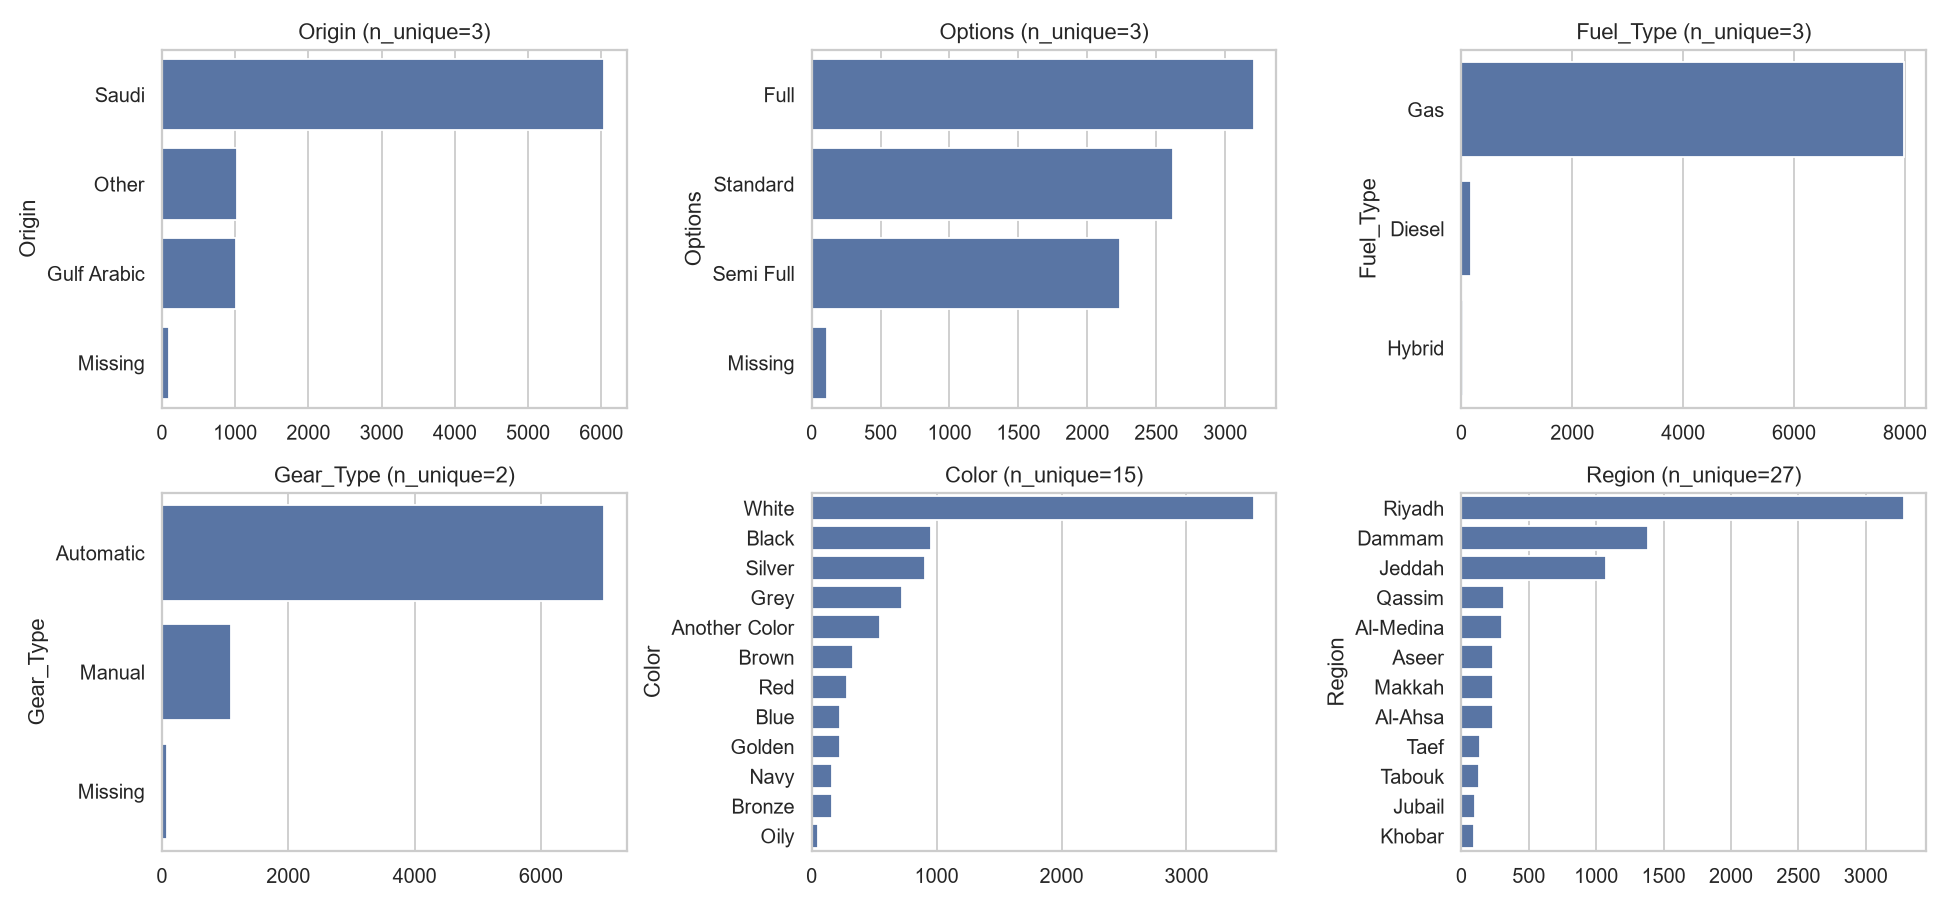 Origin (n_unique=3)
Origin
Saudi
Other
Gulf Arabic
Missing
0 1000 2000 3000 4000 5000 6000
Options (n_unique=3)
Options
Full
Standard
Semi Full
Missing
0 500 1000 1500 2000 2500 3000
Fuel_Type (n_unique=3)
Fuel_Type
Gas
Diesel
Hybrid
0 2000 4000 6000 8000
Gear_Type (n_unique=2)
Gear_Type
Automatic
Manual
Missing
0 2000 4000 6000
Color (n_unique=15)
Color
White
Black
Silver
Grey
Another Color
Brown
Red
Blue
Golden
Navy
Bronze
Oily
0 1000 2000 3000
Region (n_unique=27)
Region
Riyadh
Dammam
Jeddah
Qassim
Al-Medina
Aseer
Makkah
Al-Ahsa
Taef
Tabouk
Jubail
Khobar
0 500 1000 1500 2000 2500 3000